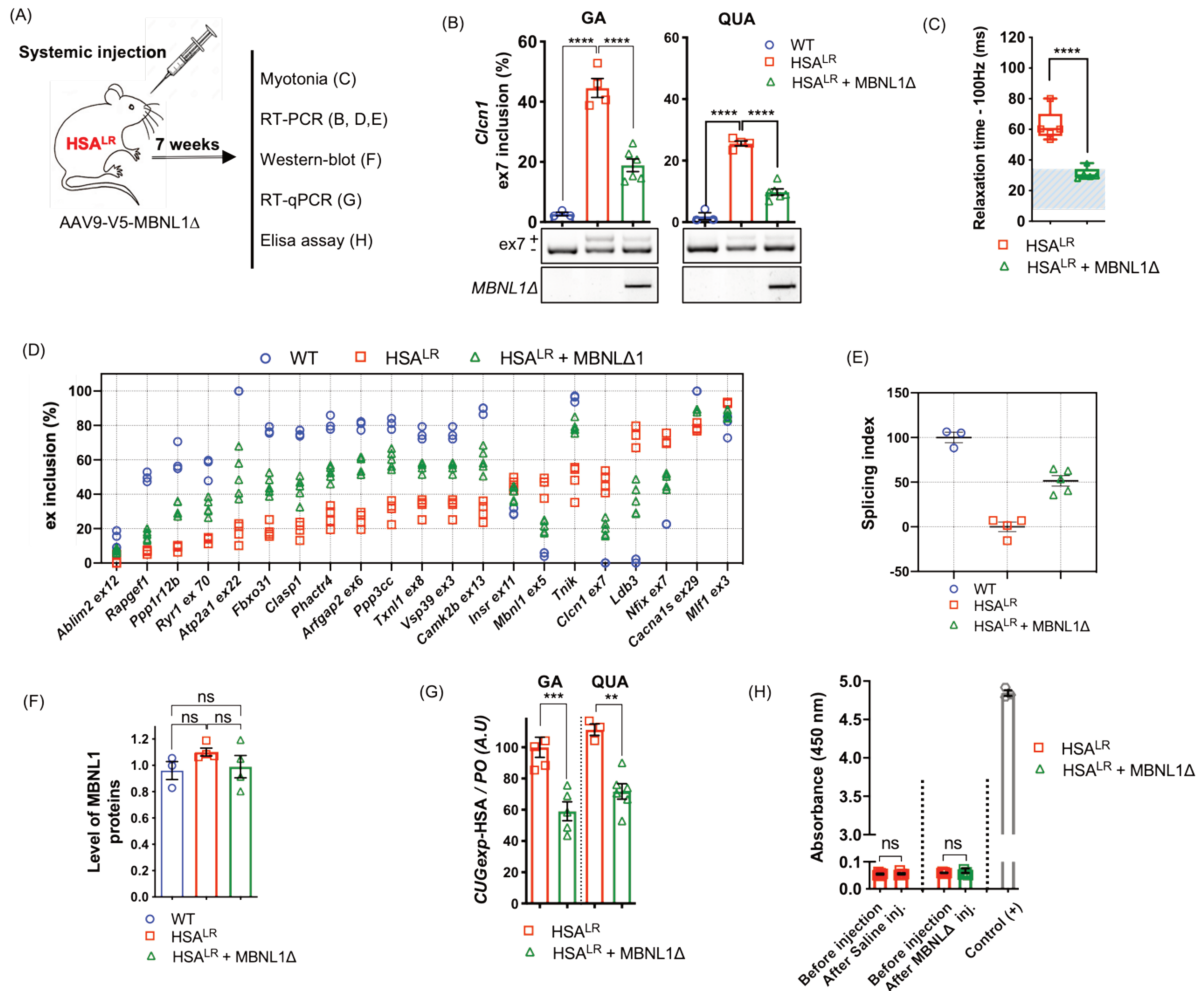 (A)
Systemic injection
HSA^LR
7 weeks
AAV9-V5-MBNL1Δ
Myotonia (C)
RT-PCR (B, D,E)
Western-blot (F)
RT-qPCR (G)
Elisa assay (H)
(B)
GA
QUA
WT
HSA^LR
HSA^LR + MBNL1Δ
Clcn1
ex7 inclusion (%)
60
40
20
0
**** ****
60
40
20
0
**** ****
ex7 +
-
MBNL1Δ
(C)
Relaxation time - 100Hz (ms)
150
120
100
80
60
40
20
0
****
HSA^LR
HSA^LR + MBNL1Δ
(D)
WT HSA^LR HSA^LR + MBNLΔ1
ex inclusion (%)
100
80
60
40
20
0
Ablim2 ex12
Rapgef1
Ppp1r12b
Ryr1 ex 70
Atp2a1 ex22
Fbxo31
Clasp1
Phactr4
Arfgap2 ex6
Ppp3cc
Txnl1 ex8
Vsp39 ex3
Camk2b ex13
Insr ex11
Mbnl1 ex5
Tnik
Clcn1 ex7
Ldb3
Nfix ex7
Cacna1s ex29
Mlf1 ex3
(E)
Splicing index
150
100
50
0
-50
WT
HSA^LR
HSA^LR + MBNL1Δ
(F)
Level of MBNL1
proteins
ns
ns ns
1.2
1.0
0.8
0.6
0.4
0.2
0.0
WT
HSA^LR
HSA^LR + MBNL1Δ
(G)
GA QUA
*** **
CUGexp-HSA / PO (A.U)
100
80
60
40
20
0
HSA^LR
HSA^LR + MBNL1Δ
(H)
Absorbance (450 nm)
5.0
4.5
4.0
3.5
3.0
0.1
0.0
ns ns
HSA^LR
HSA^LR + MBNL1Δ
Before injection
After Saline inj.
Before injection
After MBNLΔ inj.
Control (+)